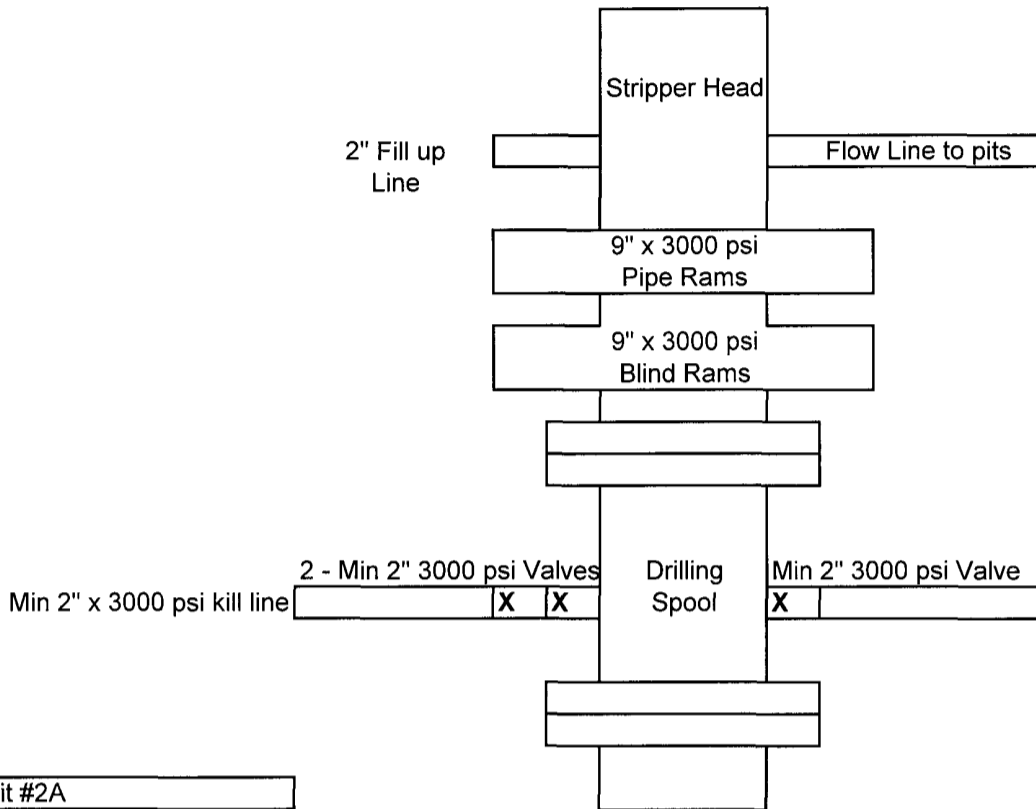 Stripper Head
2" Fill up
Line
Flow Line to pits
9" x 3000 psi
Pipe Rams
9" x 3000 psi
Blind Rams
2 - Min 2" 3000 psi Valves
Drilling
Spool
Min 2" 3000 psi Valve
Min 2" x 3000 psi kill line
X X
X
it #2A